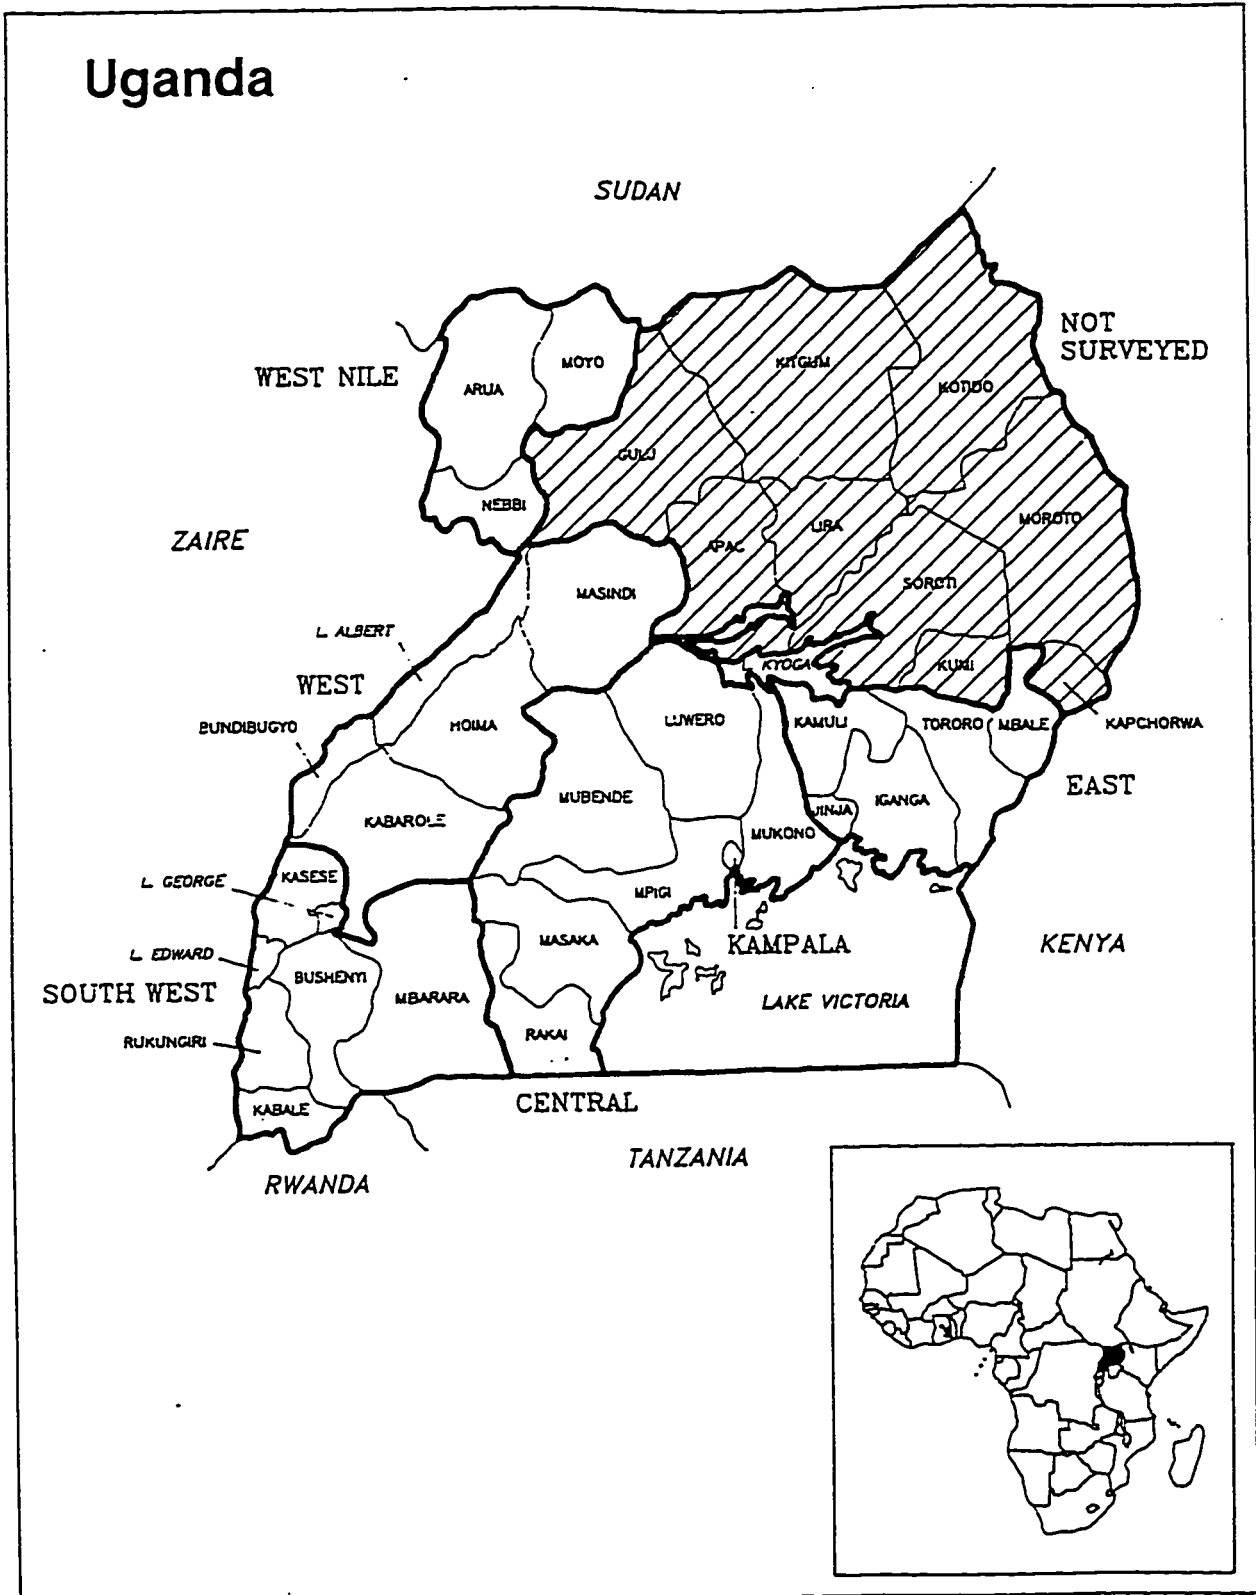 Uganda
SUDAN
NOT
SURVEYED
WEST NILE
ARUA
MOYO
KITGUM
KOTIDO
GULU
NEBBI
ZAIRE
APAC
LIRA
MOROTO
SOROTI
MASINDI
L. ALBERT
WEST
L. KYOGA
KUMI
BUNDIBUGYO
HOIMA
LUWERO
KAMULI
TORORO
MBALE
KAPCHORWA
EAST
MUBENDE
KABAROLE
JINJA
IGANGA
MUKONO
KASESE
L. GEORGE
MPIGI
MASAKA
KAMPALA
KENYA
L. EDWARD
BUSHENYI
SOUTH WEST
MBARARA
LAKE VICTORIA
RUKUNGIRI
RAKAI
KABALE
CENTRAL
TANZANIA
RWANDA